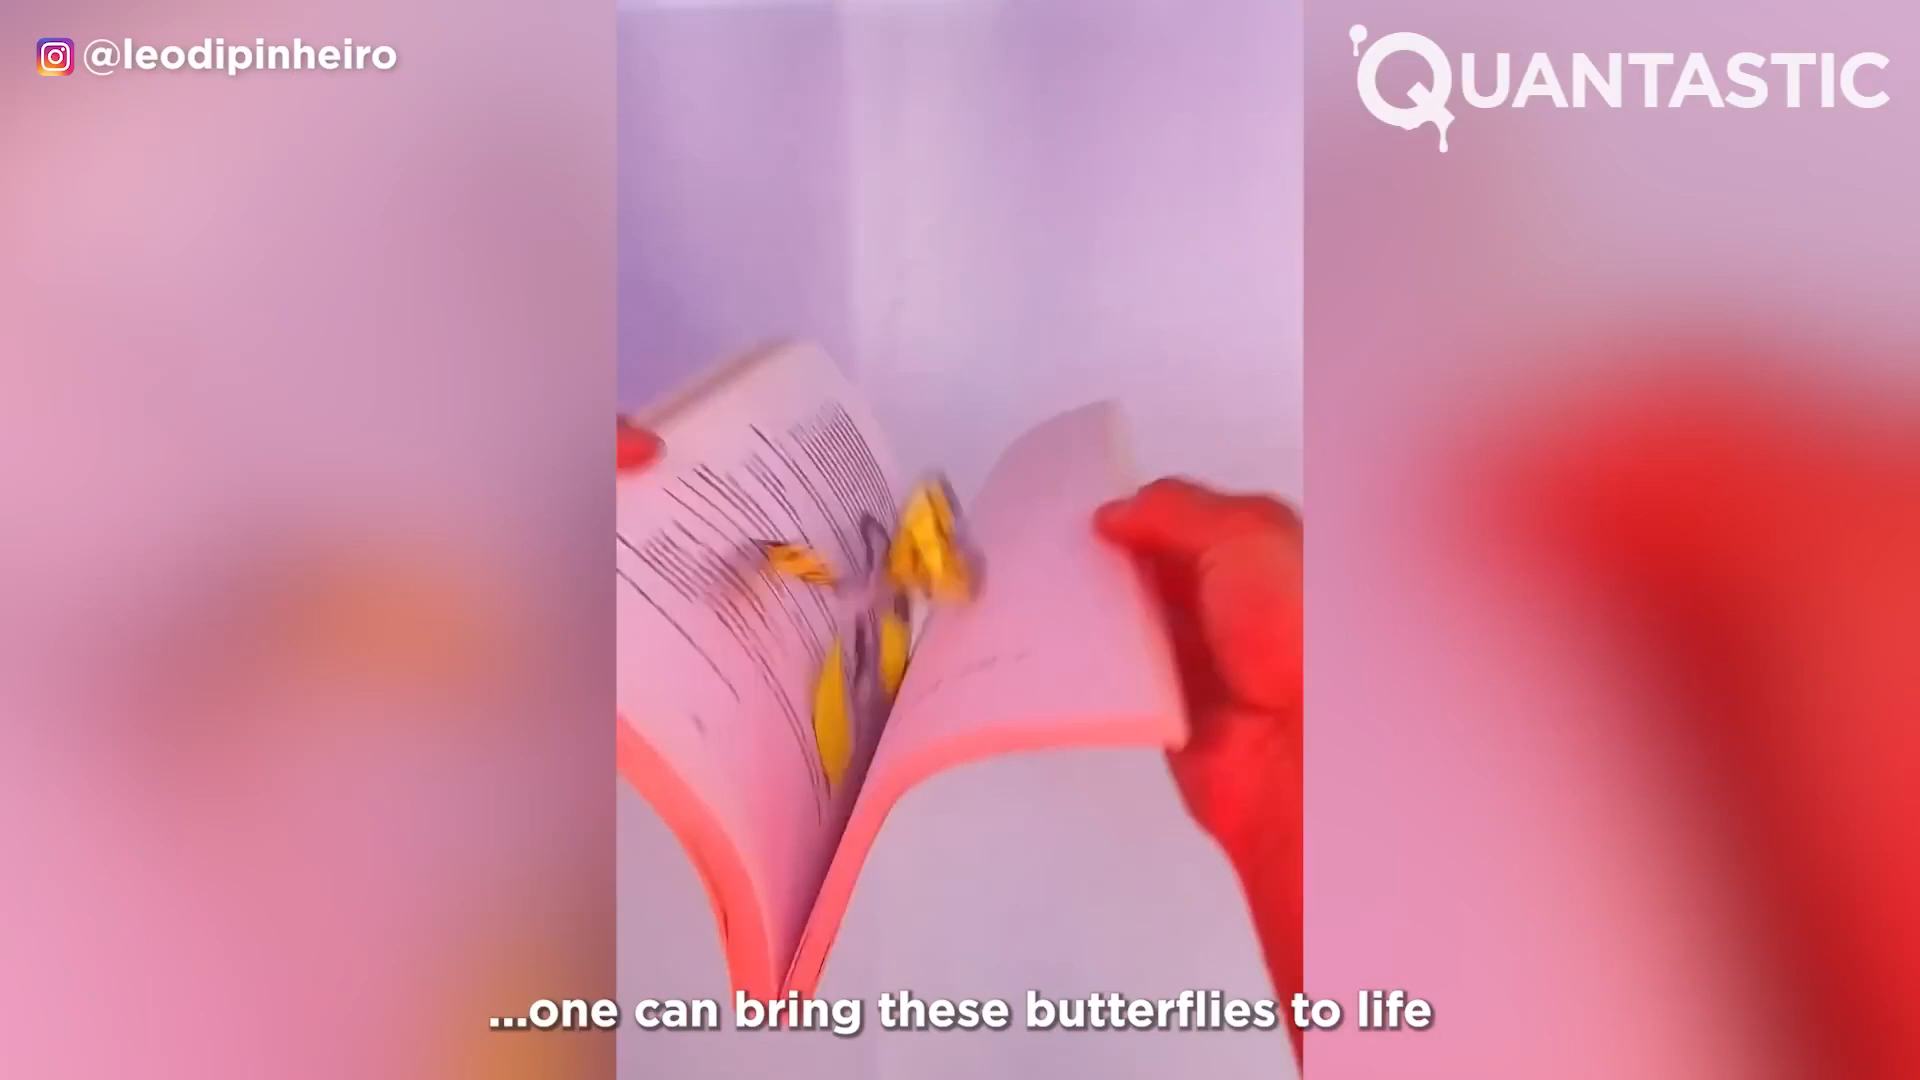 @leodipinheiro
QUANTASTIC
...one can bring these butterflies to life